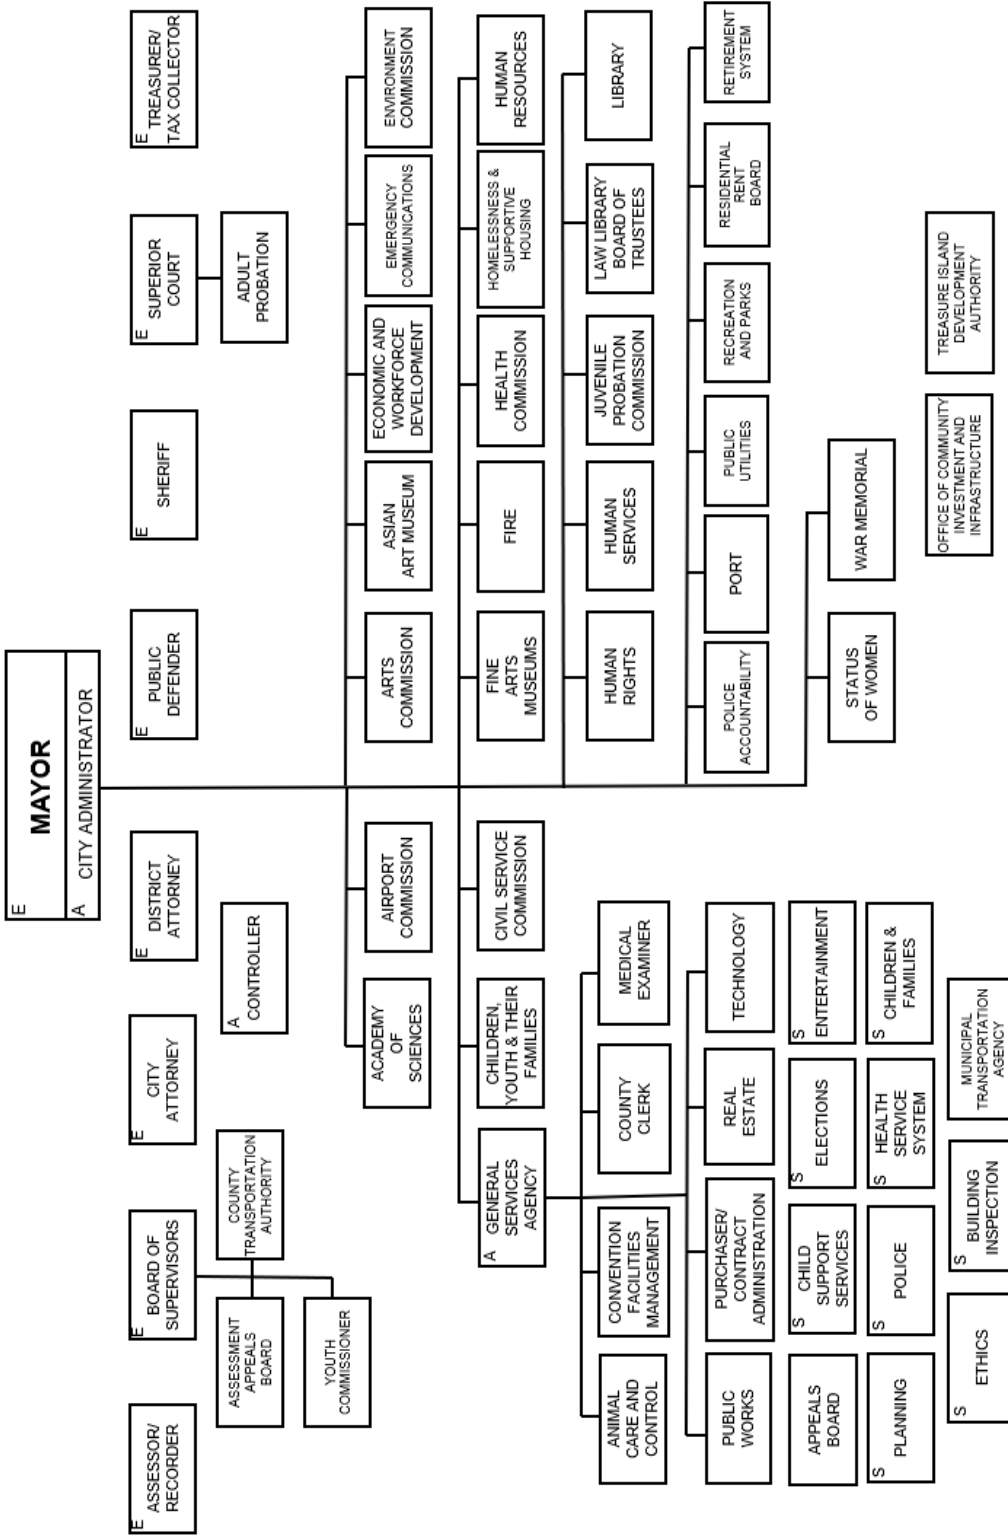 E
MAYOR
A CITY ADMINISTRATOR
E
ASSESSOR/
RECORDER
E
BOARD OF
SUPERVISORS
E
CITY
ATTORNEY
E
DISTRICT
ATTORNEY
E
PUBLIC
DEFENDER
E
SHERIFF
E
SUPERIOR
COURT
E
TREASURER/
TAX COLLECTOR
ASSESSMENT
APPEALS
BOARD
COUNTY
TRANSPORTATION
AUTHORITY
A
CONTROLLER
ADULT
PROBATION
YOUTH
COMMISSIONER
ACADEMY
OF
SCIENCES
AIRPORT
COMMISSION
ARTS
COMMISSION
ASIAN
ART MUSEUM
ECONOMIC AND
WORKFORCE
DEVELOPMENT
EMERGENCY
COMMUNICATIONS
ENVIRONMENT
COMMISSION
A GENERAL
SERVICES
AGENCY
CHILDREN,
YOUTH & THEIR
FAMILIES
CIVIL SERVICE
COMMISSION
FINE
ARTS
MUSEUMS
FIRE
HEALTH
COMMISSION
HOMELESSNESS &
SUPPORTIVE
HOUSING
HUMAN
RESOURCES
ANIMAL
CARE AND
CONTROL
CONVENTION
FACILITIES
MANAGEMENT
COUNTY
CLERK
MEDICAL
EXAMINER
HUMAN
RIGHTS
HUMAN
SERVICES
JUVENILE
PROBATION
COMMISSION
LAW LIBRARY
BOARD OF
TRUSTEES
LIBRARY
PUBLIC
WORKS
PURCHASER/
CONTRACT
ADMINISTRATION
REAL
ESTATE
TECHNOLOGY
POLICE
ACCOUNTABILITY
PORT
PUBLIC
UTILITIES
RECREATION
AND PARKS
RESIDENTIAL
RENT
BOARD
RETIREMENT
SYSTEM
APPEALS
BOARD
S
CHILD
SUPPORT
SERVICES
S
ELECTIONS
S
ENTERTAINMENT
STATUS
OF WOMEN
WAR MEMORIAL
S
PLANNING
S
POLICE
S
HEALTH
SERVICE
SYSTEM
S
CHILDREN &
FAMILIES
S
ETHICS
S
BUILDING
INSPECTION
MUNICIPAL
TRANSPORTATION
AGENCY
OFFICE OF COMMUNITY
INVESTMENT AND
INFRASTRUCTURE
TREASURE ISLAND
DEVELOPMENT
AUTHORITY